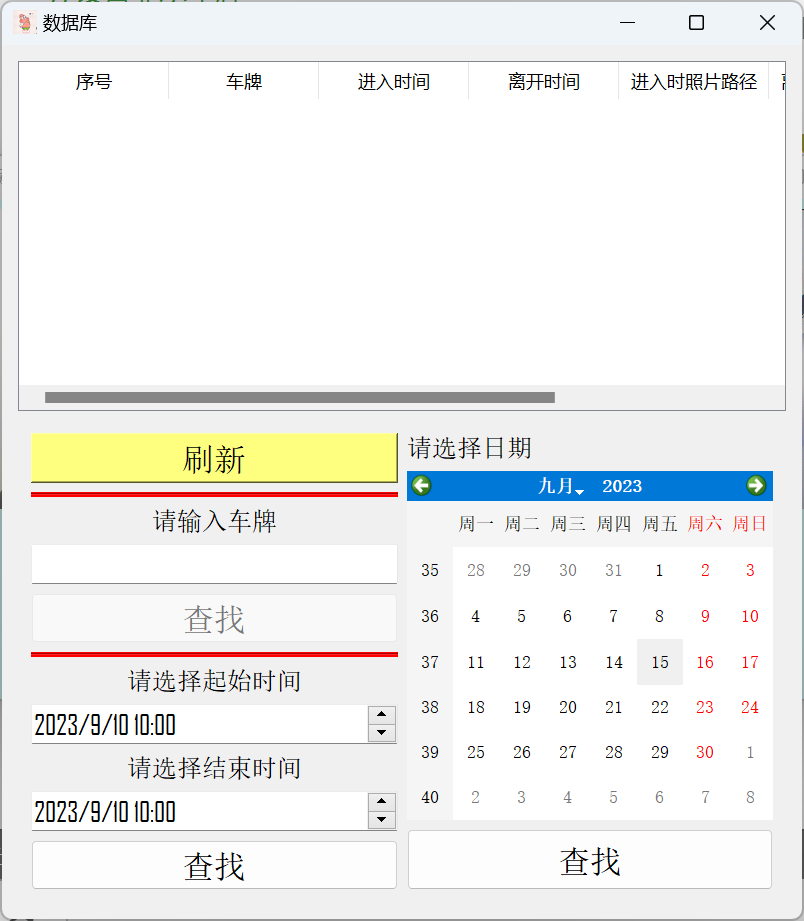 数据库
序号 车牌 进入时间 离开时间 进入时照片路径
刷新
请输入车牌
查找
请选择起始时间
2023/9/10 10:00
请选择结束时间
2023/9/10 10:00
查找
请选择日期
九月 2023
周一 周二 周三 周四 周五 周六 周日
35 28 29 30 31 1 2 3
36 4 5 6 7 8 9 10
37 11 12 13 14 15 16 17
38 18 19 20 21 22 23 24
39 25 26 27 28 29 30 1
40 2 3 4 5 6 7 8
查找